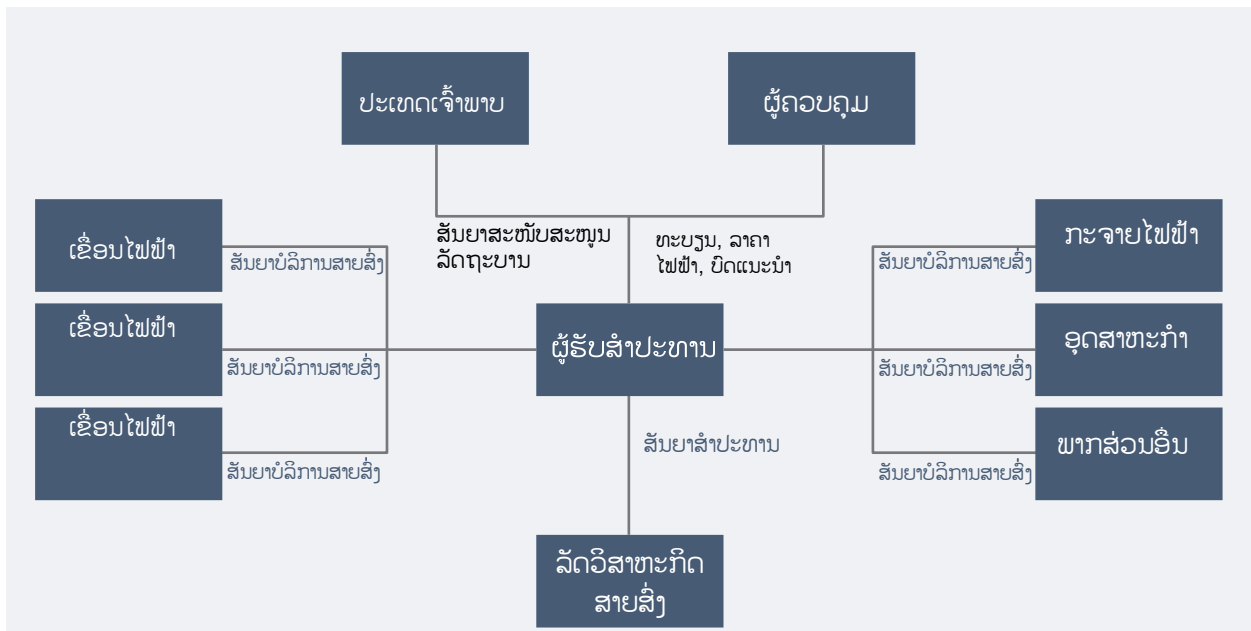 ປະເທດເຈົ້າພາບ
ຜູ້ຄວບຄຸມ
ສັນຍາສະໜັບສະໜູນ
ລັດຖະບານ
ທະບຽນ, ລາຄາ
ໄຟຟ້າ, ບົດແນະນຳ
ເຂື່ອນໄຟຟ້າ
ສັນຍາບໍລິການສາຍສົ່ງ
ເຂື່ອນໄຟຟ້າ
ສັນຍາບໍລິການສາຍສົ່ງ
ເຂື່ອນໄຟຟ້າ
ສັນຍາບໍລິການສາຍສົ່ງ
ຜູ້ຮັບສຳປະທານ
ກະຈາຍໄຟຟ້າ
ສັນຍາບໍລິການສາຍສົ່ງ
ອຸດສາຫະກຳ
ສັນຍາບໍລິການສາຍສົ່ງ
ພາກສ່ວນອື່ນ
ສັນຍາບໍລິການສາຍສົ່ງ
ສັນຍາສຳປະທານ
ລັດວິສາຫະກິດ
ສາຍສົ່ງ